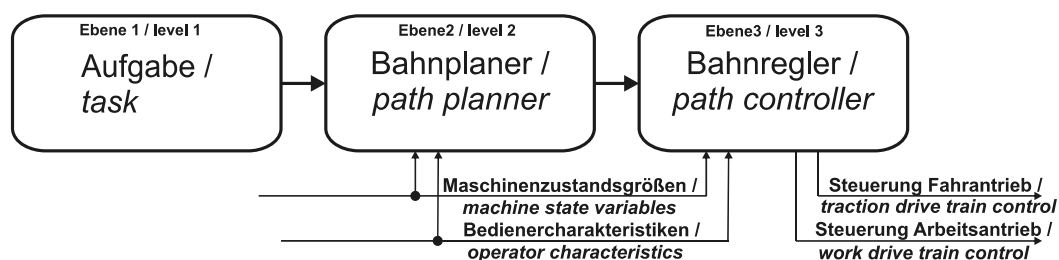 Ebene 1 / level 1
Aufgabe /
task
Ebene2 / level 2
Bahnplaner /
path planner
Ebene3 / level 3
Bahnregler /
path controller
Maschinenzustandsgrößen /
machine state variables
Bedienercharakteristiken /
operator characteristics
Steuerung Fahrantrieb /
traction drive train control
Steuerung Arbeitsantrieb /
work drive train control